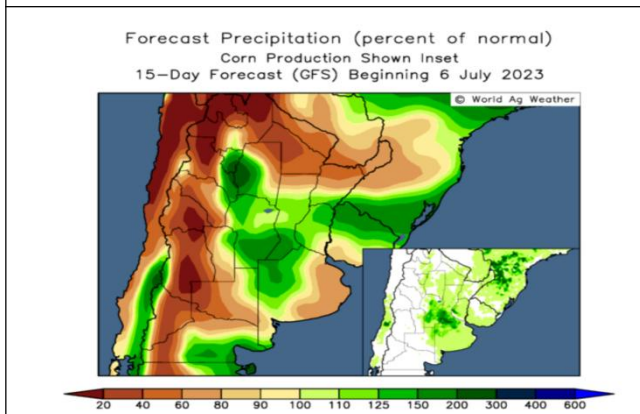 Forecast Precipitation (percent of normal)
Corn Production Shown Inset
15-Day Forecast (GFS) Beginning 6 July 2023
© World Ag Weather
20 40 60 80 90 100 110 125 150 200 300 400 600